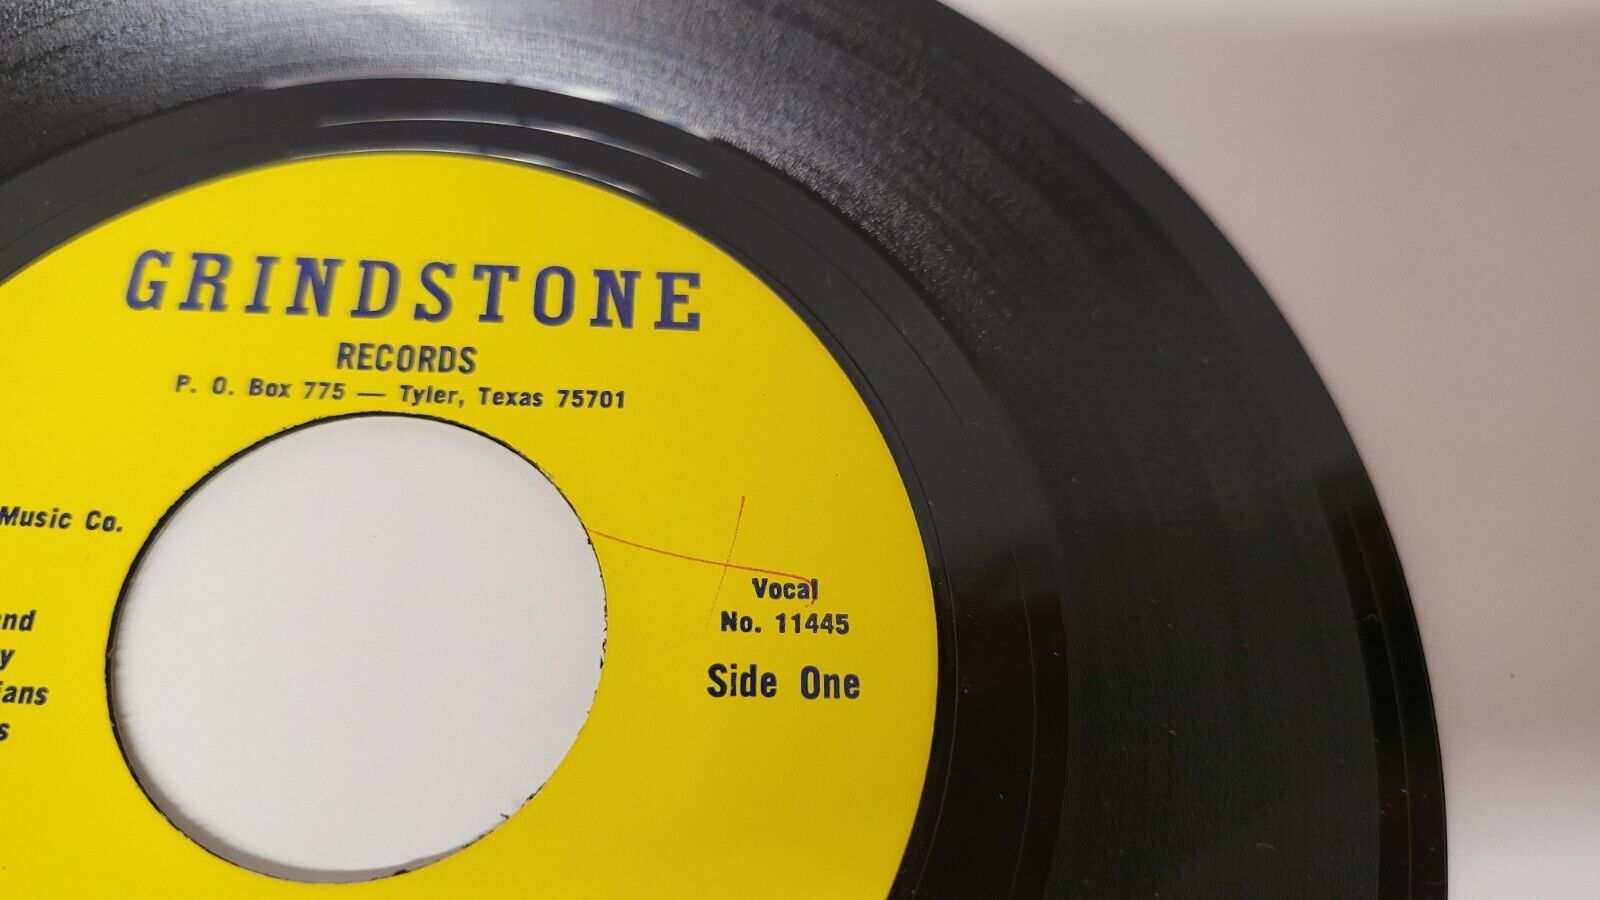 GRINDSTONE
RECORDS
P. O. Box 775 — Tyler, Texas 75701
Music Co.
Vocal
No. 11445
Side One